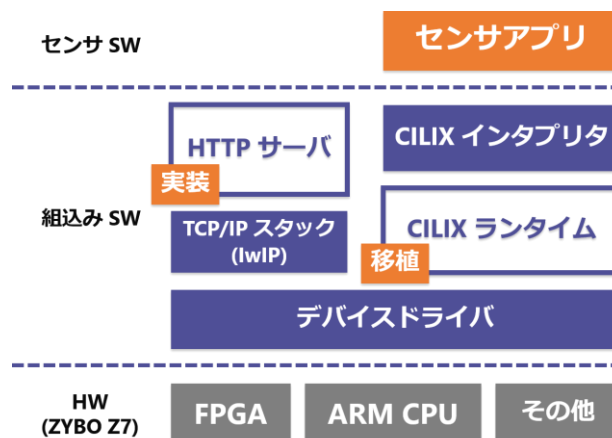 センサ SW
センサアプリ
HTTP サーバ
実装
CILIX インタプリタ
組込み SW
TCP/IP スタック
(lwIP)
CILIX ランタイム
移植
デバイスドライバ
HW
(ZYBO Z7)
FPGA
ARM CPU
その他